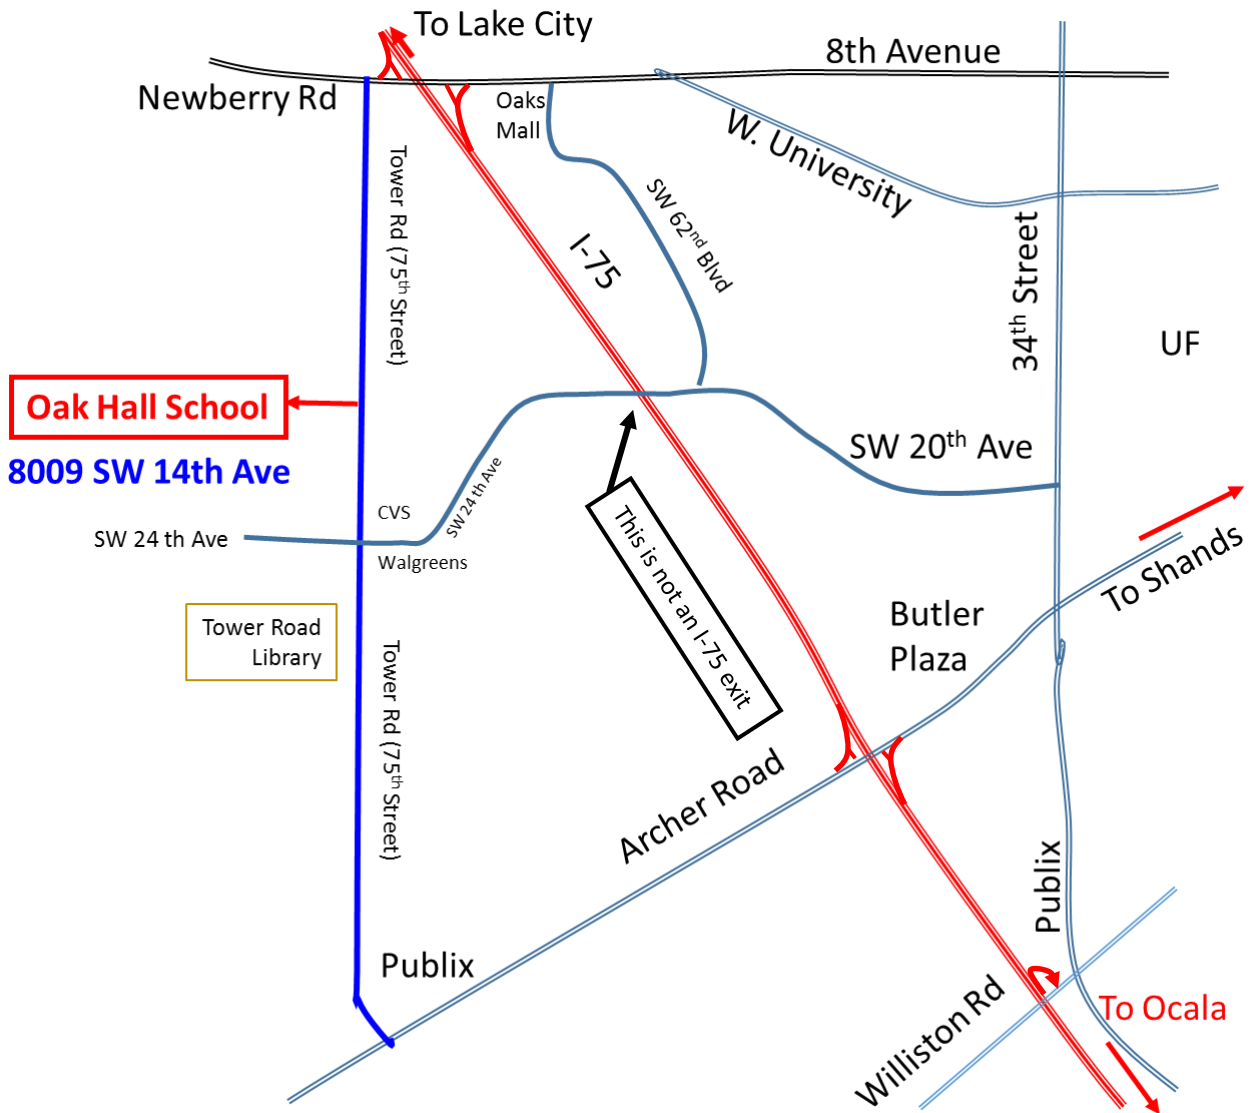 To Lake City
8th Avenue
Newberry Rd
Oaks
Mall
W. University
Tower Rd (75th Street)
SW 62nd Blvd
I-75
34th Street
UF
Oak Hall School
8009 SW 14th Ave
SW 20th Ave
SW 24 th Ave
CVS
SW 24 th Ave
Walgreens
This is not an I-75 exit
To Shands
Butler
Plaza
Tower Road
Library
Tower Rd (75th Street)
Archer Road
Publix
Publix
Williston Rd
To Ocala